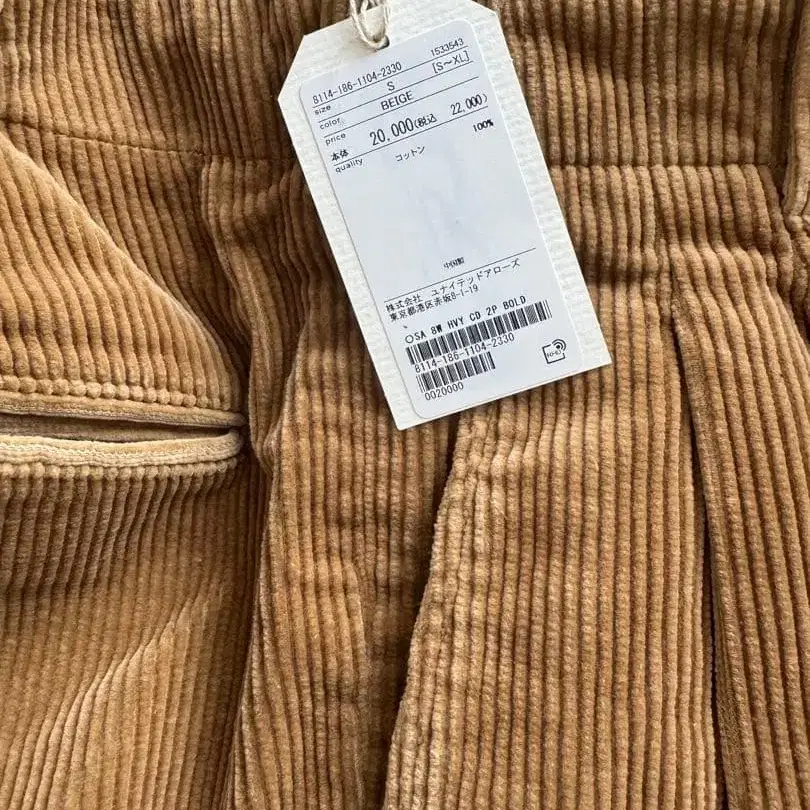 8114-186-1104-2330 1533543
size S [S~XL]
color BEIGE
price
本体 20,000(税込 22,000)
quality コットン 100%
中国製
株式会社 ユナイテッドアローズ
東京都港区赤坂8-1-19
○SA 8W HVY CD 2P BOLD
8114-186-1104-2330
0020000